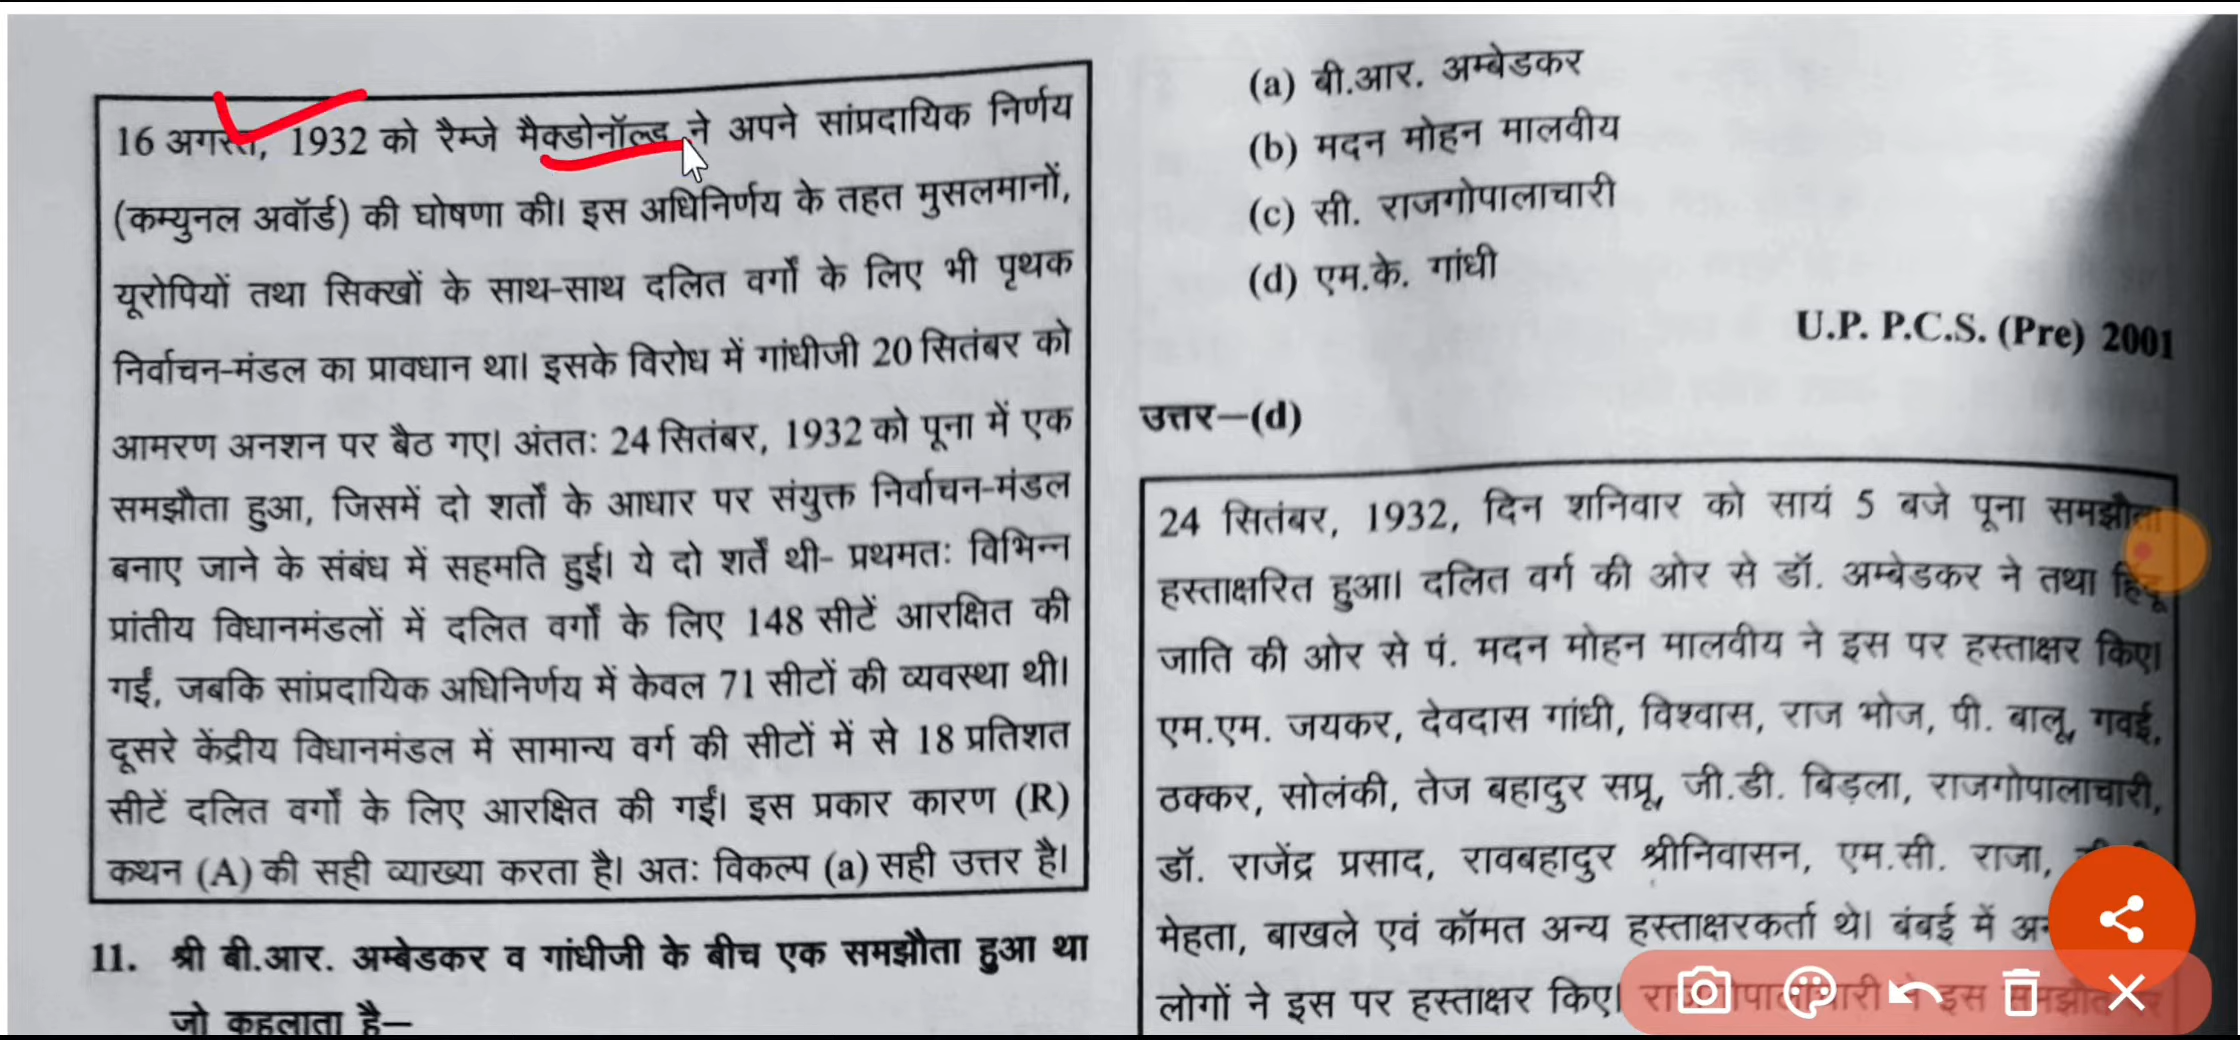 16 अगस्त, 1932 को रैम्जे मैक्डोनॉल्ड ने अपने सांप्रदायिक निर्णय
(कम्युनल अवॉर्ड) की घोषणा की। इस अधिनिर्णय के तहत मुसलमानों,
यूरोपियों तथा सिक्खों के साथ-साथ दलित वर्गों के लिए भी पृथक
निर्वाचन-मंडल का प्रावधान था। इसके विरोध में गांधीजी 20 सितंबर को
आमरण अनशन पर बैठ गए। अंततः 24 सितंबर, 1932 को पूना में एक
समझौता हुआ, जिसमें दो शर्तों के आधार पर संयुक्त निर्वाचन-मंडल
बनाए जाने के संबंध में सहमति हुई। ये दो शर्तें थी- प्रथमतः विभिन्न
प्रांतीय विधानमंडलों में दलित वर्गों के लिए 148 सीटें आरक्षित की
गईं, जबकि सांप्रदायिक अधिनिर्णय में केवल 71 सीटों की व्यवस्था थी।
दूसरे केंद्रीय विधानमंडल में सामान्य वर्ग की सीटों में से 18 प्रतिशत
सीटें दलित वर्गों के लिए आरक्षित की गईं। इस प्रकार कारण (R)
कथन (A) की सही व्याख्या करता है। अतः विकल्प (a) सही उत्तर है।
11. श्री बी.आर. अम्बेडकर व गांधीजी के बीच एक समझौता हुआ था
जो कहलाता है—
(a) बी.आर. अम्बेडकर
(b) मदन मोहन मालवीय
(c) सी. राजगोपालाचारी
(d) एम.के. गांधी
U.P. P.C.S. (Pre) 2001
उत्तर—(d)
24 सितंबर, 1932, दिन शनिवार को सायं 5 बजे पूना समझौता
हस्ताक्षरित हुआ। दलित वर्ग की ओर से डॉ. अम्बेडकर ने तथा हिंदू
जाति की ओर से पं. मदन मोहन मालवीय ने इस पर हस्ताक्षर किए।
एम.एम. जयकर, देवदास गांधी, विश्वास, राज भोज, पी. बालू, गवई,
ठक्कर, सोलंकी, तेज बहादुर सप्रू, जी.डी. बिड़ला, राजगोपालाचारी,
डॉ. राजेंद्र प्रसाद, रावबहादुर श्रीनिवासन, एम.सी. राजा,
मेहता, बाखले एवं कॉमत अन्य हस्ताक्षरकर्ता थे। बंबई में
लोगों ने इस पर हस्ताक्षर किए। राजगोपालाचारी ने इस